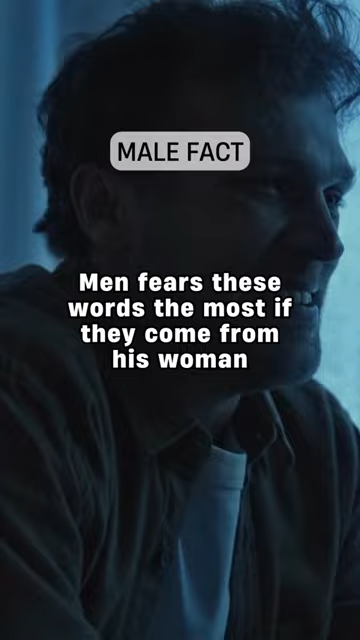 MALE FACT
Men fears these
words the most if
they come from
his woman